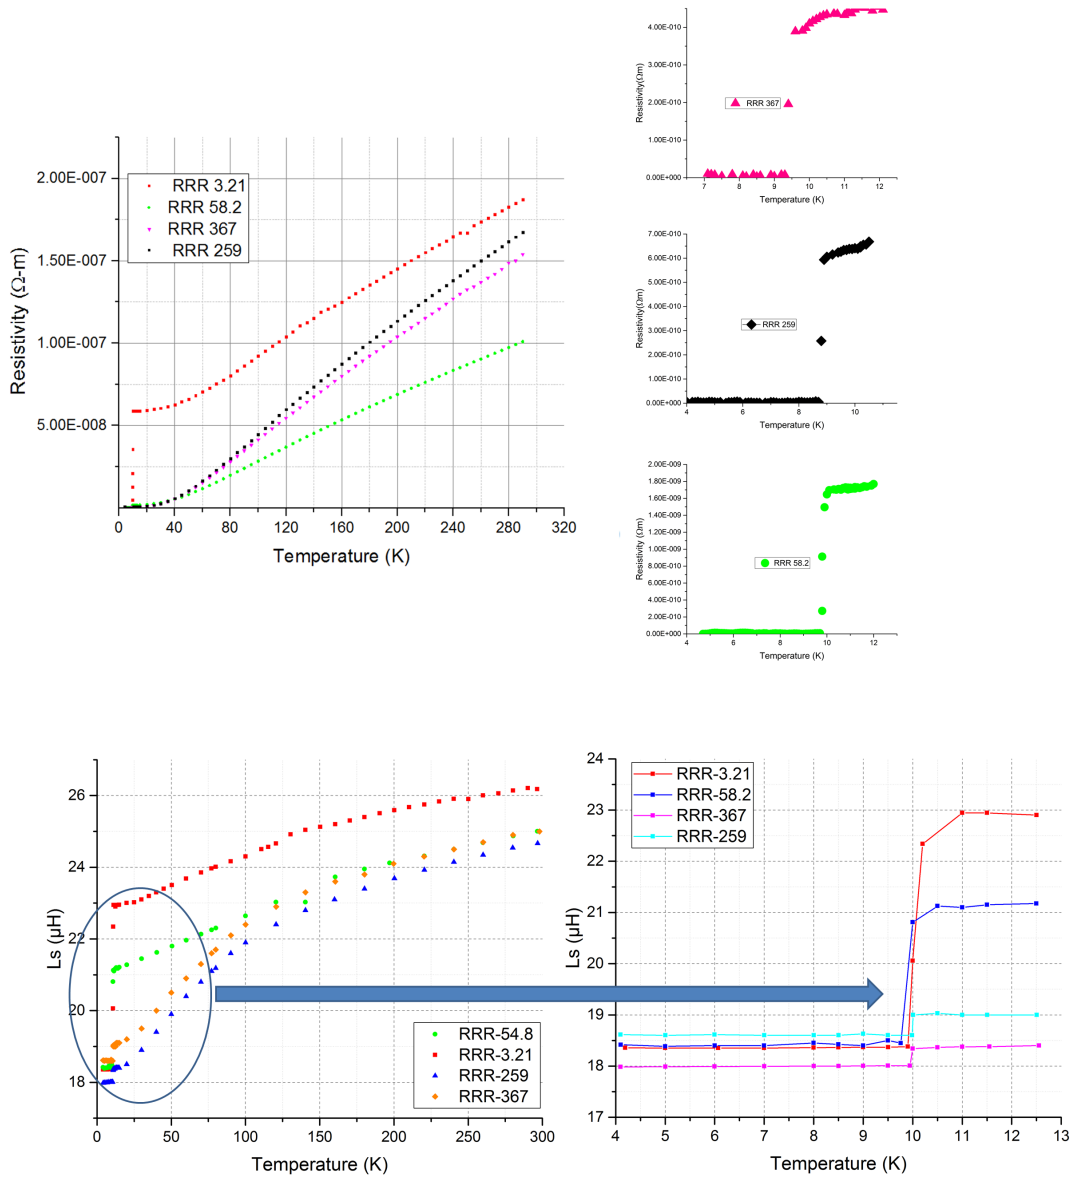 2.00E-007
1.50E-007
1.00E-007
5.00E-008
0
40
80
120
160
200
240
280
320
Resistivity (Ω-m)
Temperature (K)
RRR 3.21
RRR 58.2
RRR 367
RRR 259
4.00E-010
3.00E-010
2.00E-010
1.00E-010
0.00E+000
7
8
9
10
11
12
Resistivity(Ωm)
Temperature (K)
RRR 367
7.00E-010
6.00E-010
5.00E-010
4.00E-010
3.00E-010
2.00E-010
1.00E-010
0.00E+000
4
6
8
10
Resistivity(Ωm)
Temperature (K)
RRR 259
2.00E-009
1.80E-009
1.60E-009
1.40E-009
1.20E-009
1.00E-009
8.00E-010
6.00E-010
4.00E-010
2.00E-010
0.00E+000
4
6
8
10
12
Resistivity (Ωm)
Temperature (K)
RRR 58.2
26
24
22
20
18
0
50
100
150
200
250
300
Ls (μH)
Temperature (K)
RRR-54.8
RRR-3.21
RRR-259
RRR-367
24
23
22
21
20
19
18
17
4
5
6
7
8
9
10
11
12
13
Ls (μH)
Temperature (K)
RRR-3.21
RRR-58.2
RRR-367
RRR-259